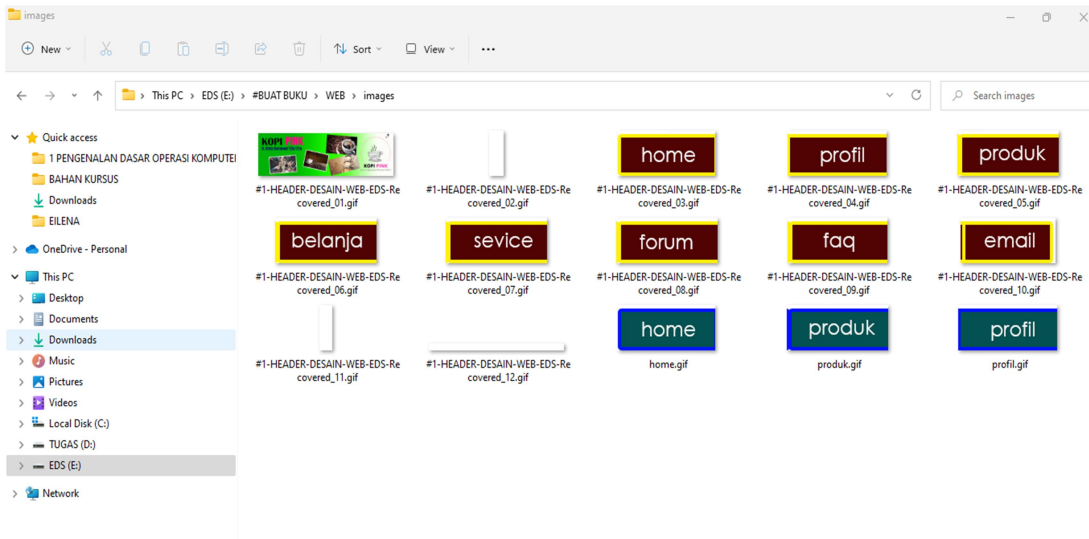 images
New
Sort
View
This PC > EDS (E:) > #BUAT BUKU > WEB > images
Search images
Quick access
1 PENGENALAN DASAR OPERASI KOMPUTEI
BAHAN KURSUS
Downloads
EILENA
OneDrive - Personal
This PC
Desktop
Documents
Downloads
Music
Pictures
Videos
Local Disk (C:)
TUGAS (D:)
EDS (E:)
Network
KOPI PINK
KOPI PINK
#1-HEADER-DESAIN-WEB-EDS-Re
covered_01.gif
#1-HEADER-DESAIN-WEB-EDS-Re
covered_02.gif
home
#1-HEADER-DESAIN-WEB-EDS-Re
covered_03.gif
profil
#1-HEADER-DESAIN-WEB-EDS-Re
covered_04.gif
produk
#1-HEADER-DESAIN-WEB-EDS-Re
covered_05.gif
belanja
#1-HEADER-DESAIN-WEB-EDS-Re
covered_06.gif
sevice
#1-HEADER-DESAIN-WEB-EDS-Re
covered_07.gif
forum
#1-HEADER-DESAIN-WEB-EDS-Re
covered_08.gif
faq
#1-HEADER-DESAIN-WEB-EDS-Re
covered_09.gif
email
#1-HEADER-DESAIN-WEB-EDS-Re
covered_10.gif
#1-HEADER-DESAIN-WEB-EDS-Re
covered_11.gif
#1-HEADER-DESAIN-WEB-EDS-Re
covered_12.gif
home
home.gif
produk
produk.gif
profil
profil.gif